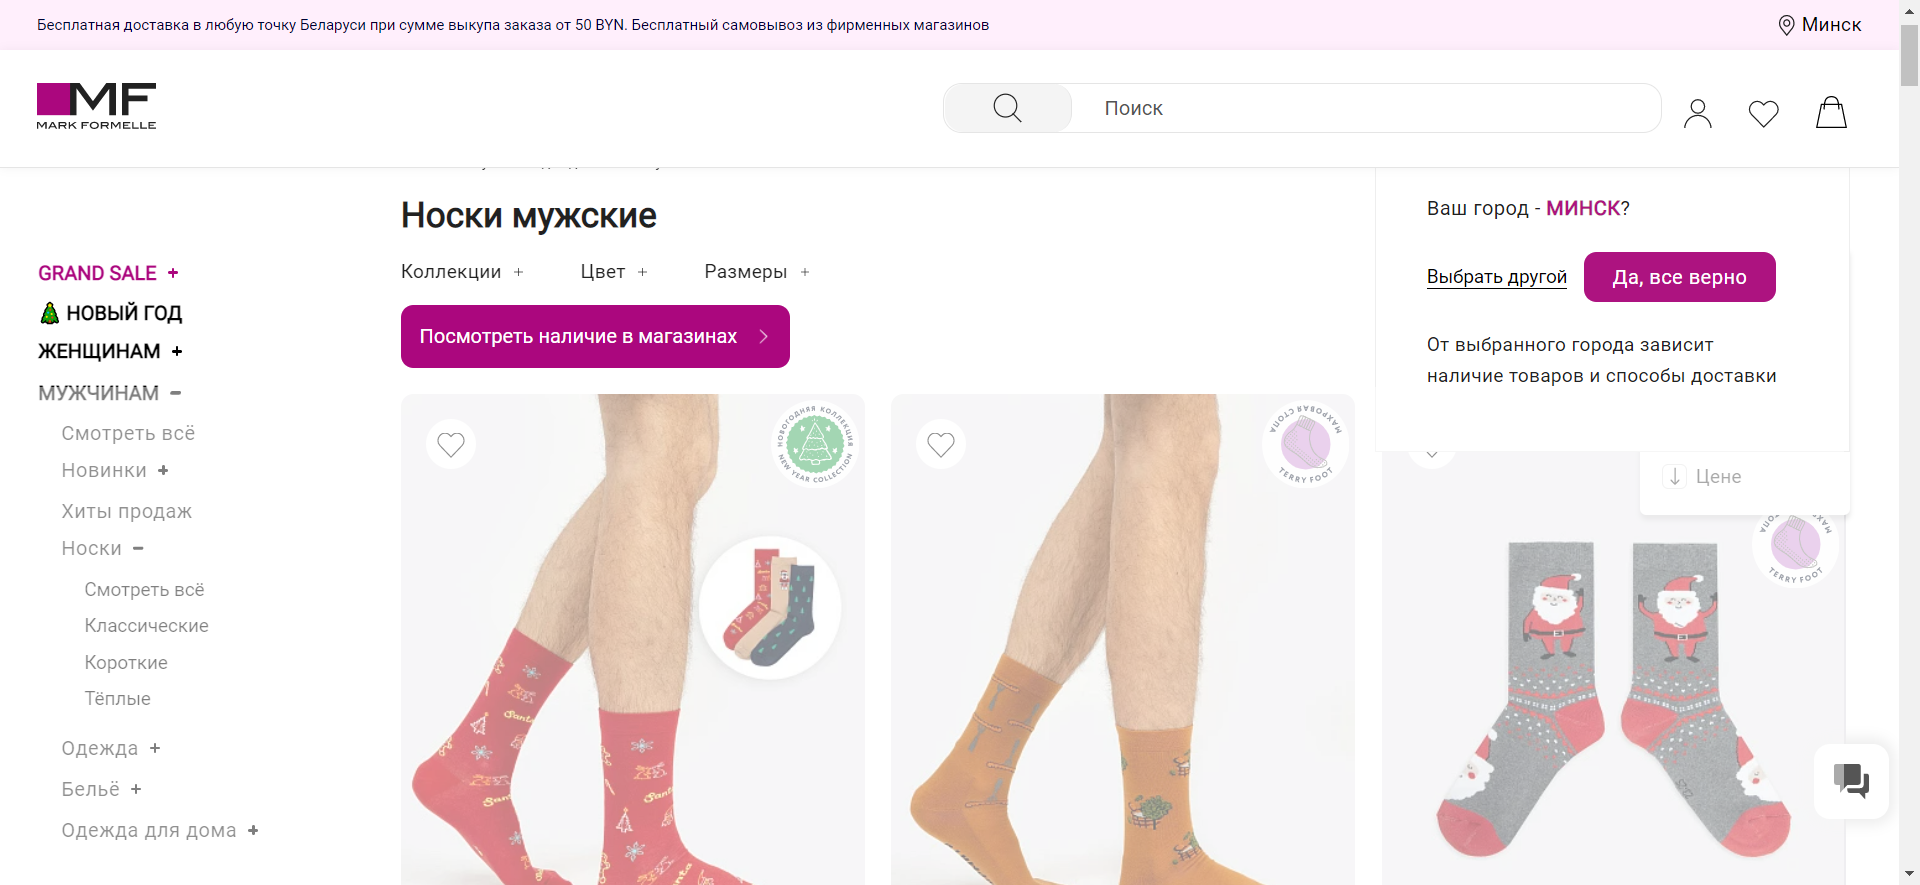 Бесплатная доставка в любую точку Беларуси при сумме выкупа заказа от 50 BYN. Бесплатный самовывоз из фирменных магазинов
Минск
MF
MARK FORMELLE
Поиск
Носки мужские
Ваш город - МИНСК?
Выбрать другой
Да, все верно
От выбранного города зависит
наличие товаров и способы доставки
Коллекции +
Цвет +
Размеры +
Посмотреть наличие в магазинах
Цене
GRAND SALE +
НОВЫЙ ГОД
ЖЕНЩИНАМ +
МУЖЧИНАМ −
Смотреть всё
Новинки +
Хиты продаж
Носки −
Смотреть всё
Классические
Короткие
Тёплые
Одежда +
Бельё +
Одежда для дома +
НОВОГОДНЯЯ КОЛЛЕКЦИЯ
NEW YEAR COLLECTION
МАХРОВАЯ СТОПА
TERRY FOOT
TERRY FOOT
Santa